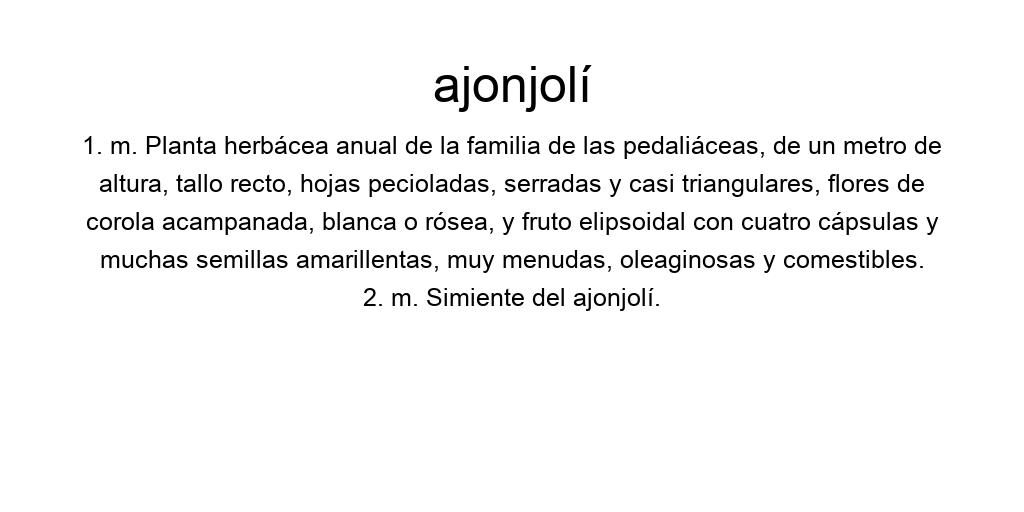 ajonjolí
1. m. Planta herbácea anual de la familia de las pedaliáceas, de un metro de
altura, tallo recto, hojas pecioladas, serradas y casi triangulares, flores de
corola acampanada, blanca o rósea, y fruto elipsoidal con cuatro cápsulas y
muchas semillas amarillentas, muy menudas, oleaginosas y comestibles.
2. m. Simiente del ajonjolí.